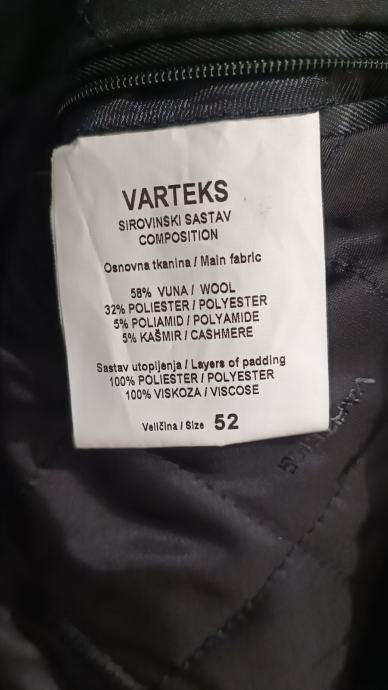 VARTEKS
SIROVINSKI SASTAV
COMPOSITION
Osnovna tkanina / Main fabric
58% VUNA / WOOL
32% POLIESTER / POLYESTER
5% POLIAMID / POLYAMIDE
5% KAŠMIR / CASHMERE
Sastav utopljenja / Layers of padding
100% POLIESTER / POLYESTER
100% VISKOZA / VISCOSE
Veličina / Size 52